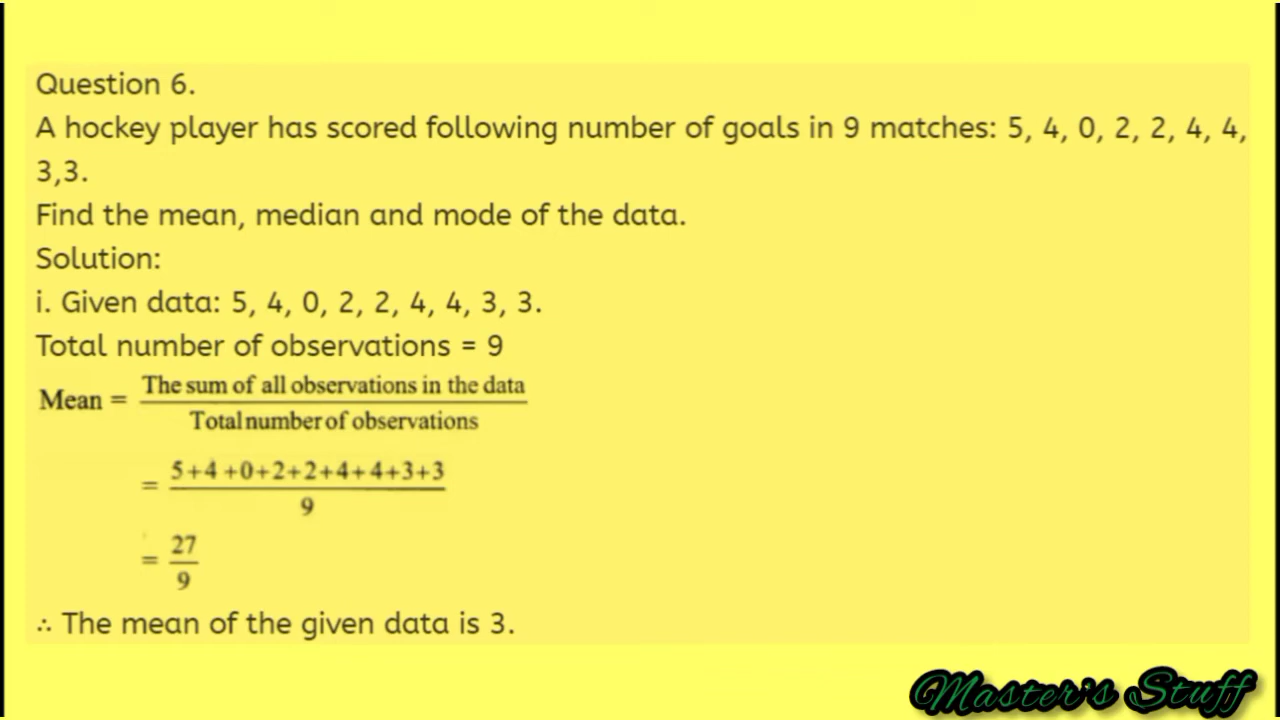 Question 6.
A hockey player has scored following number of goals in 9 matches: 5, 4, 0, 2, 2, 4, 4,
3,3.
Find the mean, median and mode of the data.
Solution:
i. Given data: 5, 4, 0, 2, 2, 4, 4, 3, 3.
Total number of observations = 9
Mean = The sum of all observations in the data
Total number of observations
= 5+4+0+2+2+4+4+3+3
9
= 27
9
∴ The mean of the given data is 3.
Master's Stuff